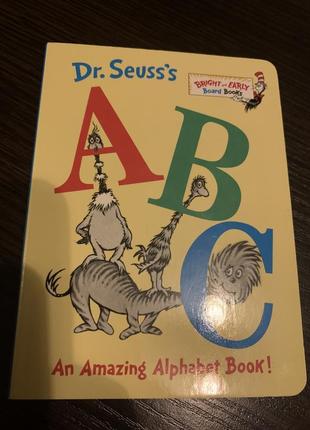 Dr. Seuss's
BRIGHT and EARLY
Board BOOKS
A
B
C
An Amazing Alphabet Book!